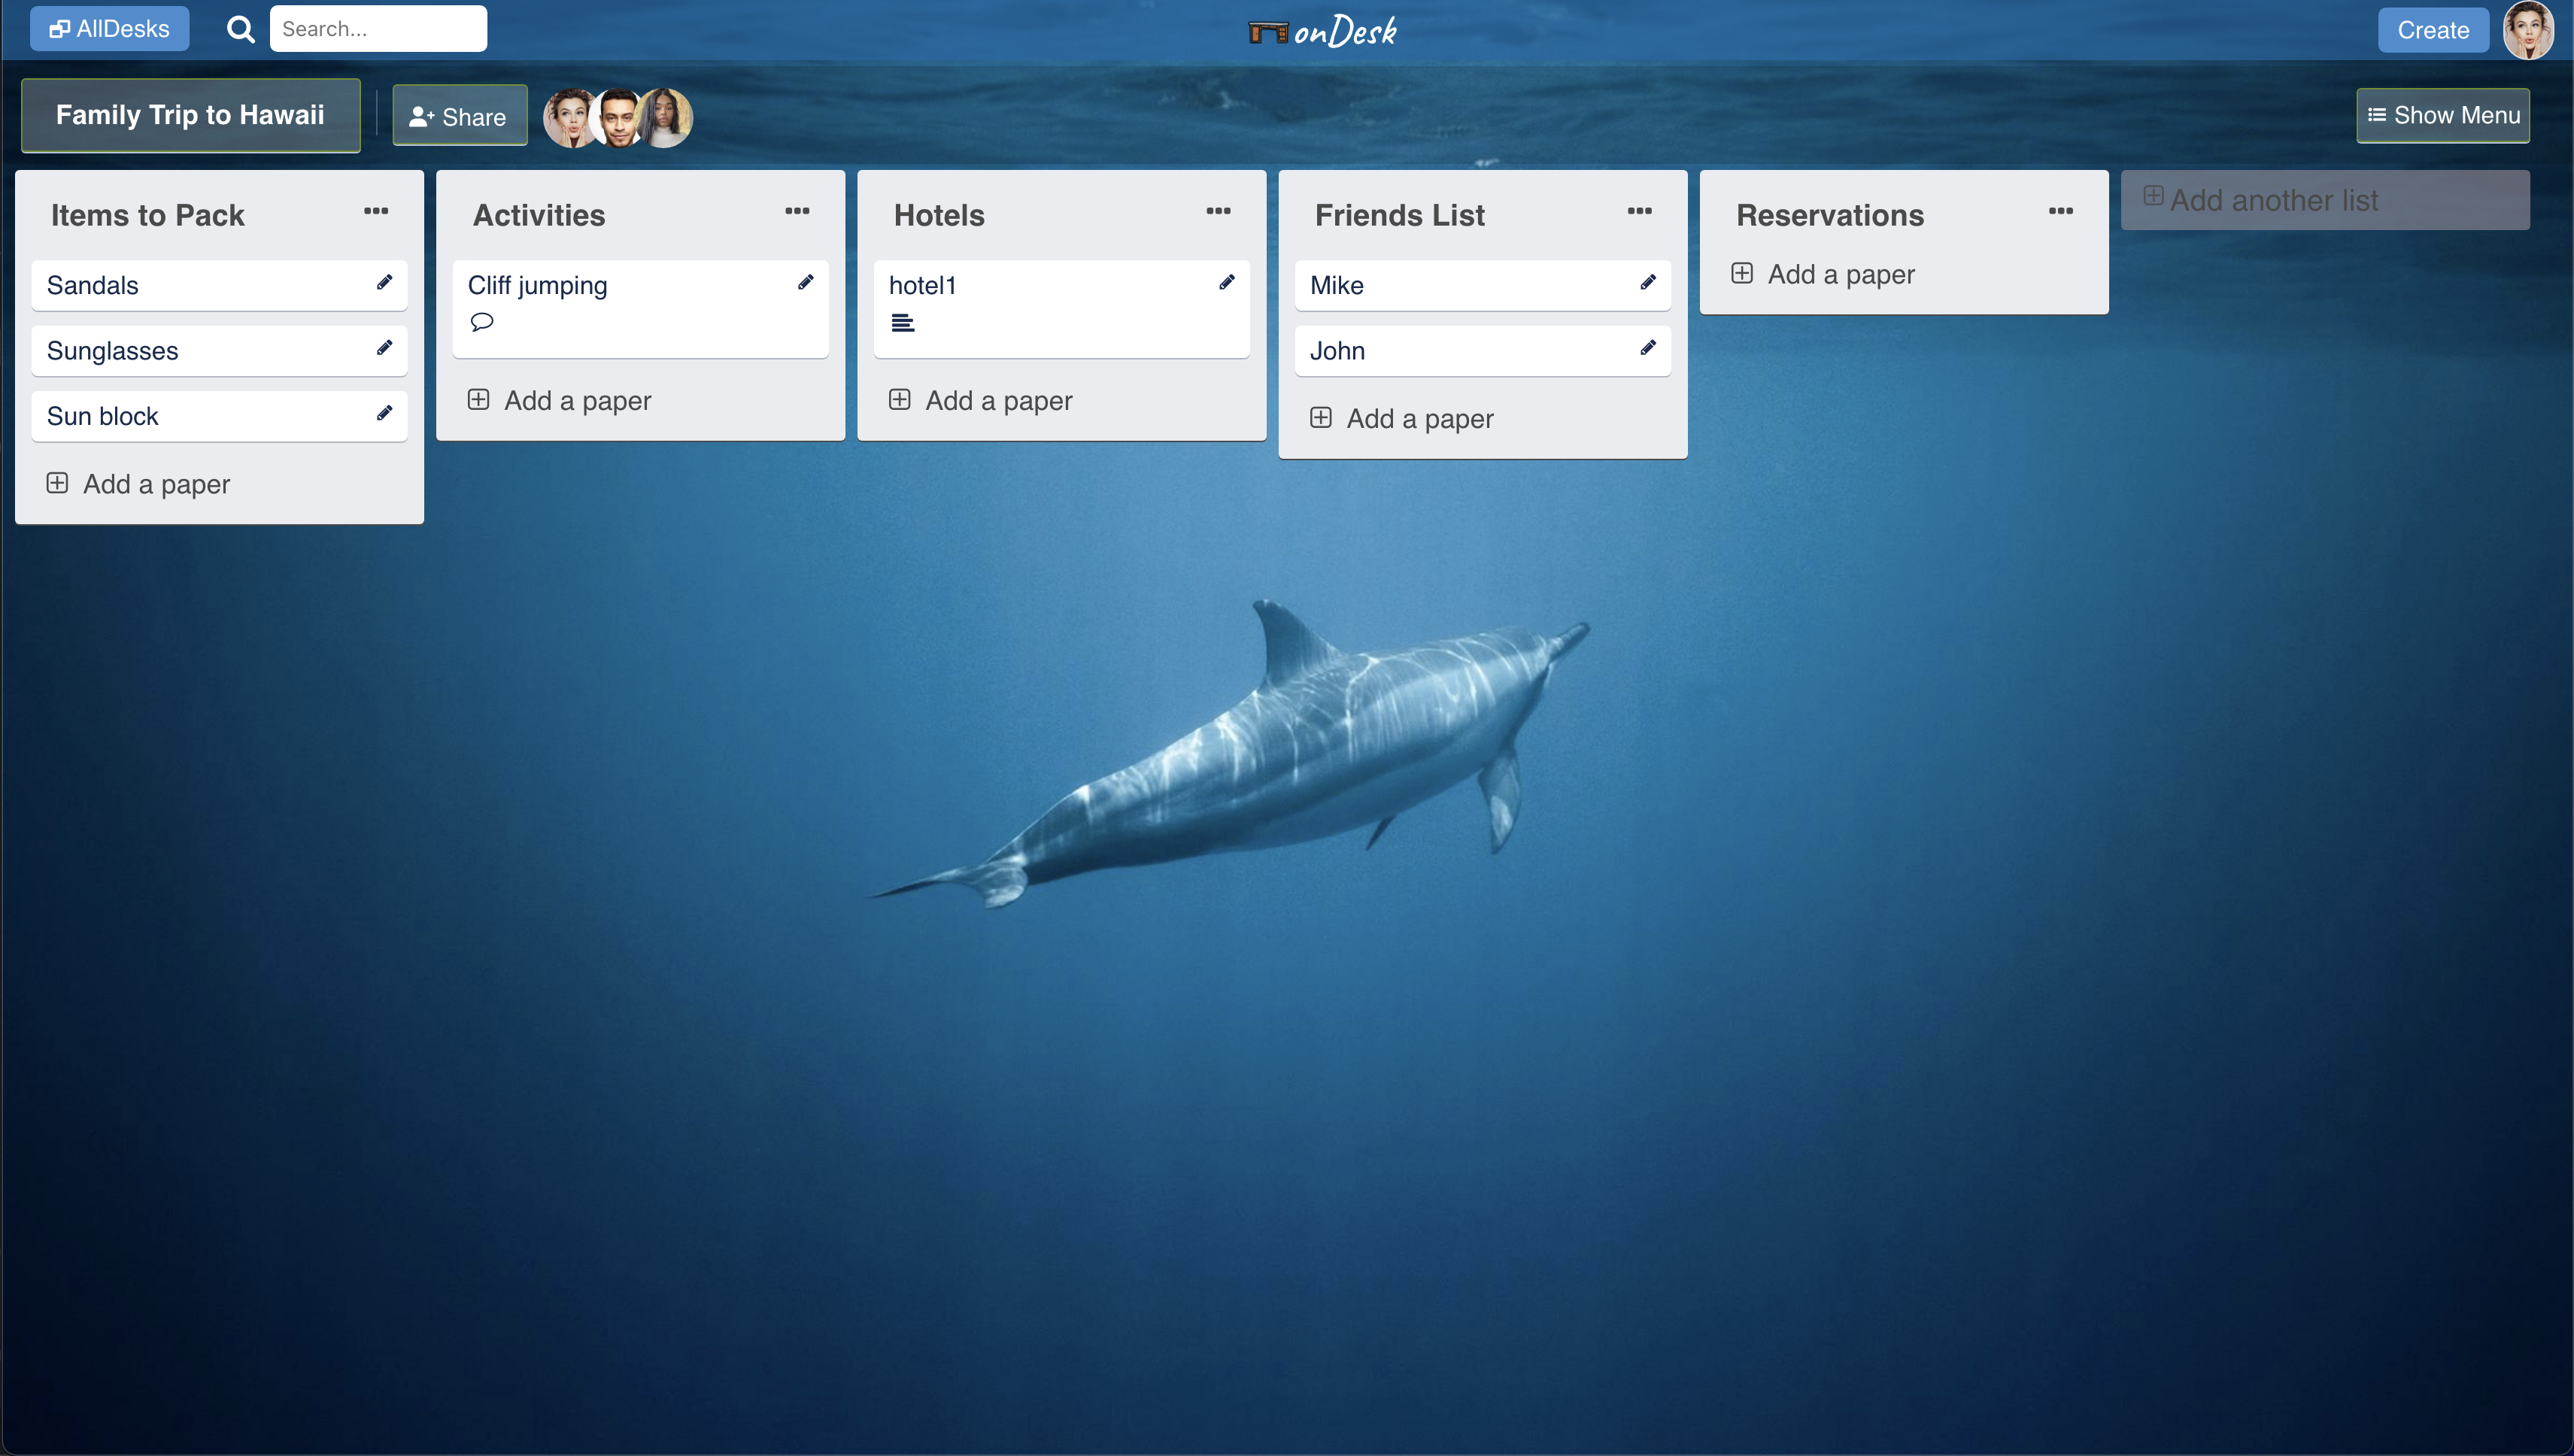 AllDesks
Search...
onDesk
Create
Family Trip to Hawaii
Share
Show Menu
Items to Pack
Sandals
Sunglasses
Sun block
Add a paper
Activities
Cliff jumping
Add a paper
Hotels
hotel1
Add a paper
Friends List
Mike
John
Add a paper
Reservations
Add a paper
Add another list